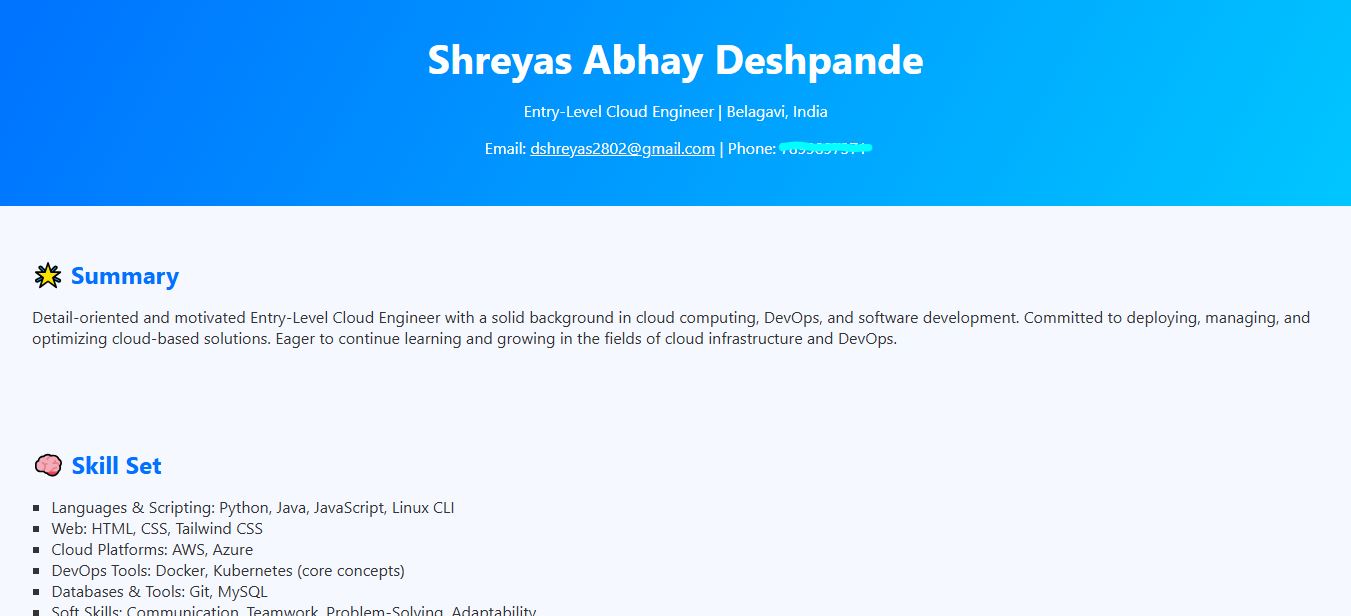 Shreyas Abhay Deshpande
Entry-Level Cloud Engineer | Belagavi, India
Email: dshreyas2802@gmail.com | Phone:
Summary
Detail-oriented and motivated Entry-Level Cloud Engineer with a solid background in cloud computing, DevOps, and software development. Committed to deploying, managing, and
optimizing cloud-based solutions. Eager to continue learning and growing in the fields of cloud infrastructure and DevOps.
Skill Set
▪ Languages & Scripting: Python, Java, JavaScript, Linux CLI
▪ Web: HTML, CSS, Tailwind CSS
▪ Cloud Platforms: AWS, Azure
▪ DevOps Tools: Docker, Kubernetes (core concepts)
▪ Databases & Tools: Git, MySQL
▪ Soft Skills: Communication, Teamwork, Problem-Solving, Adaptability